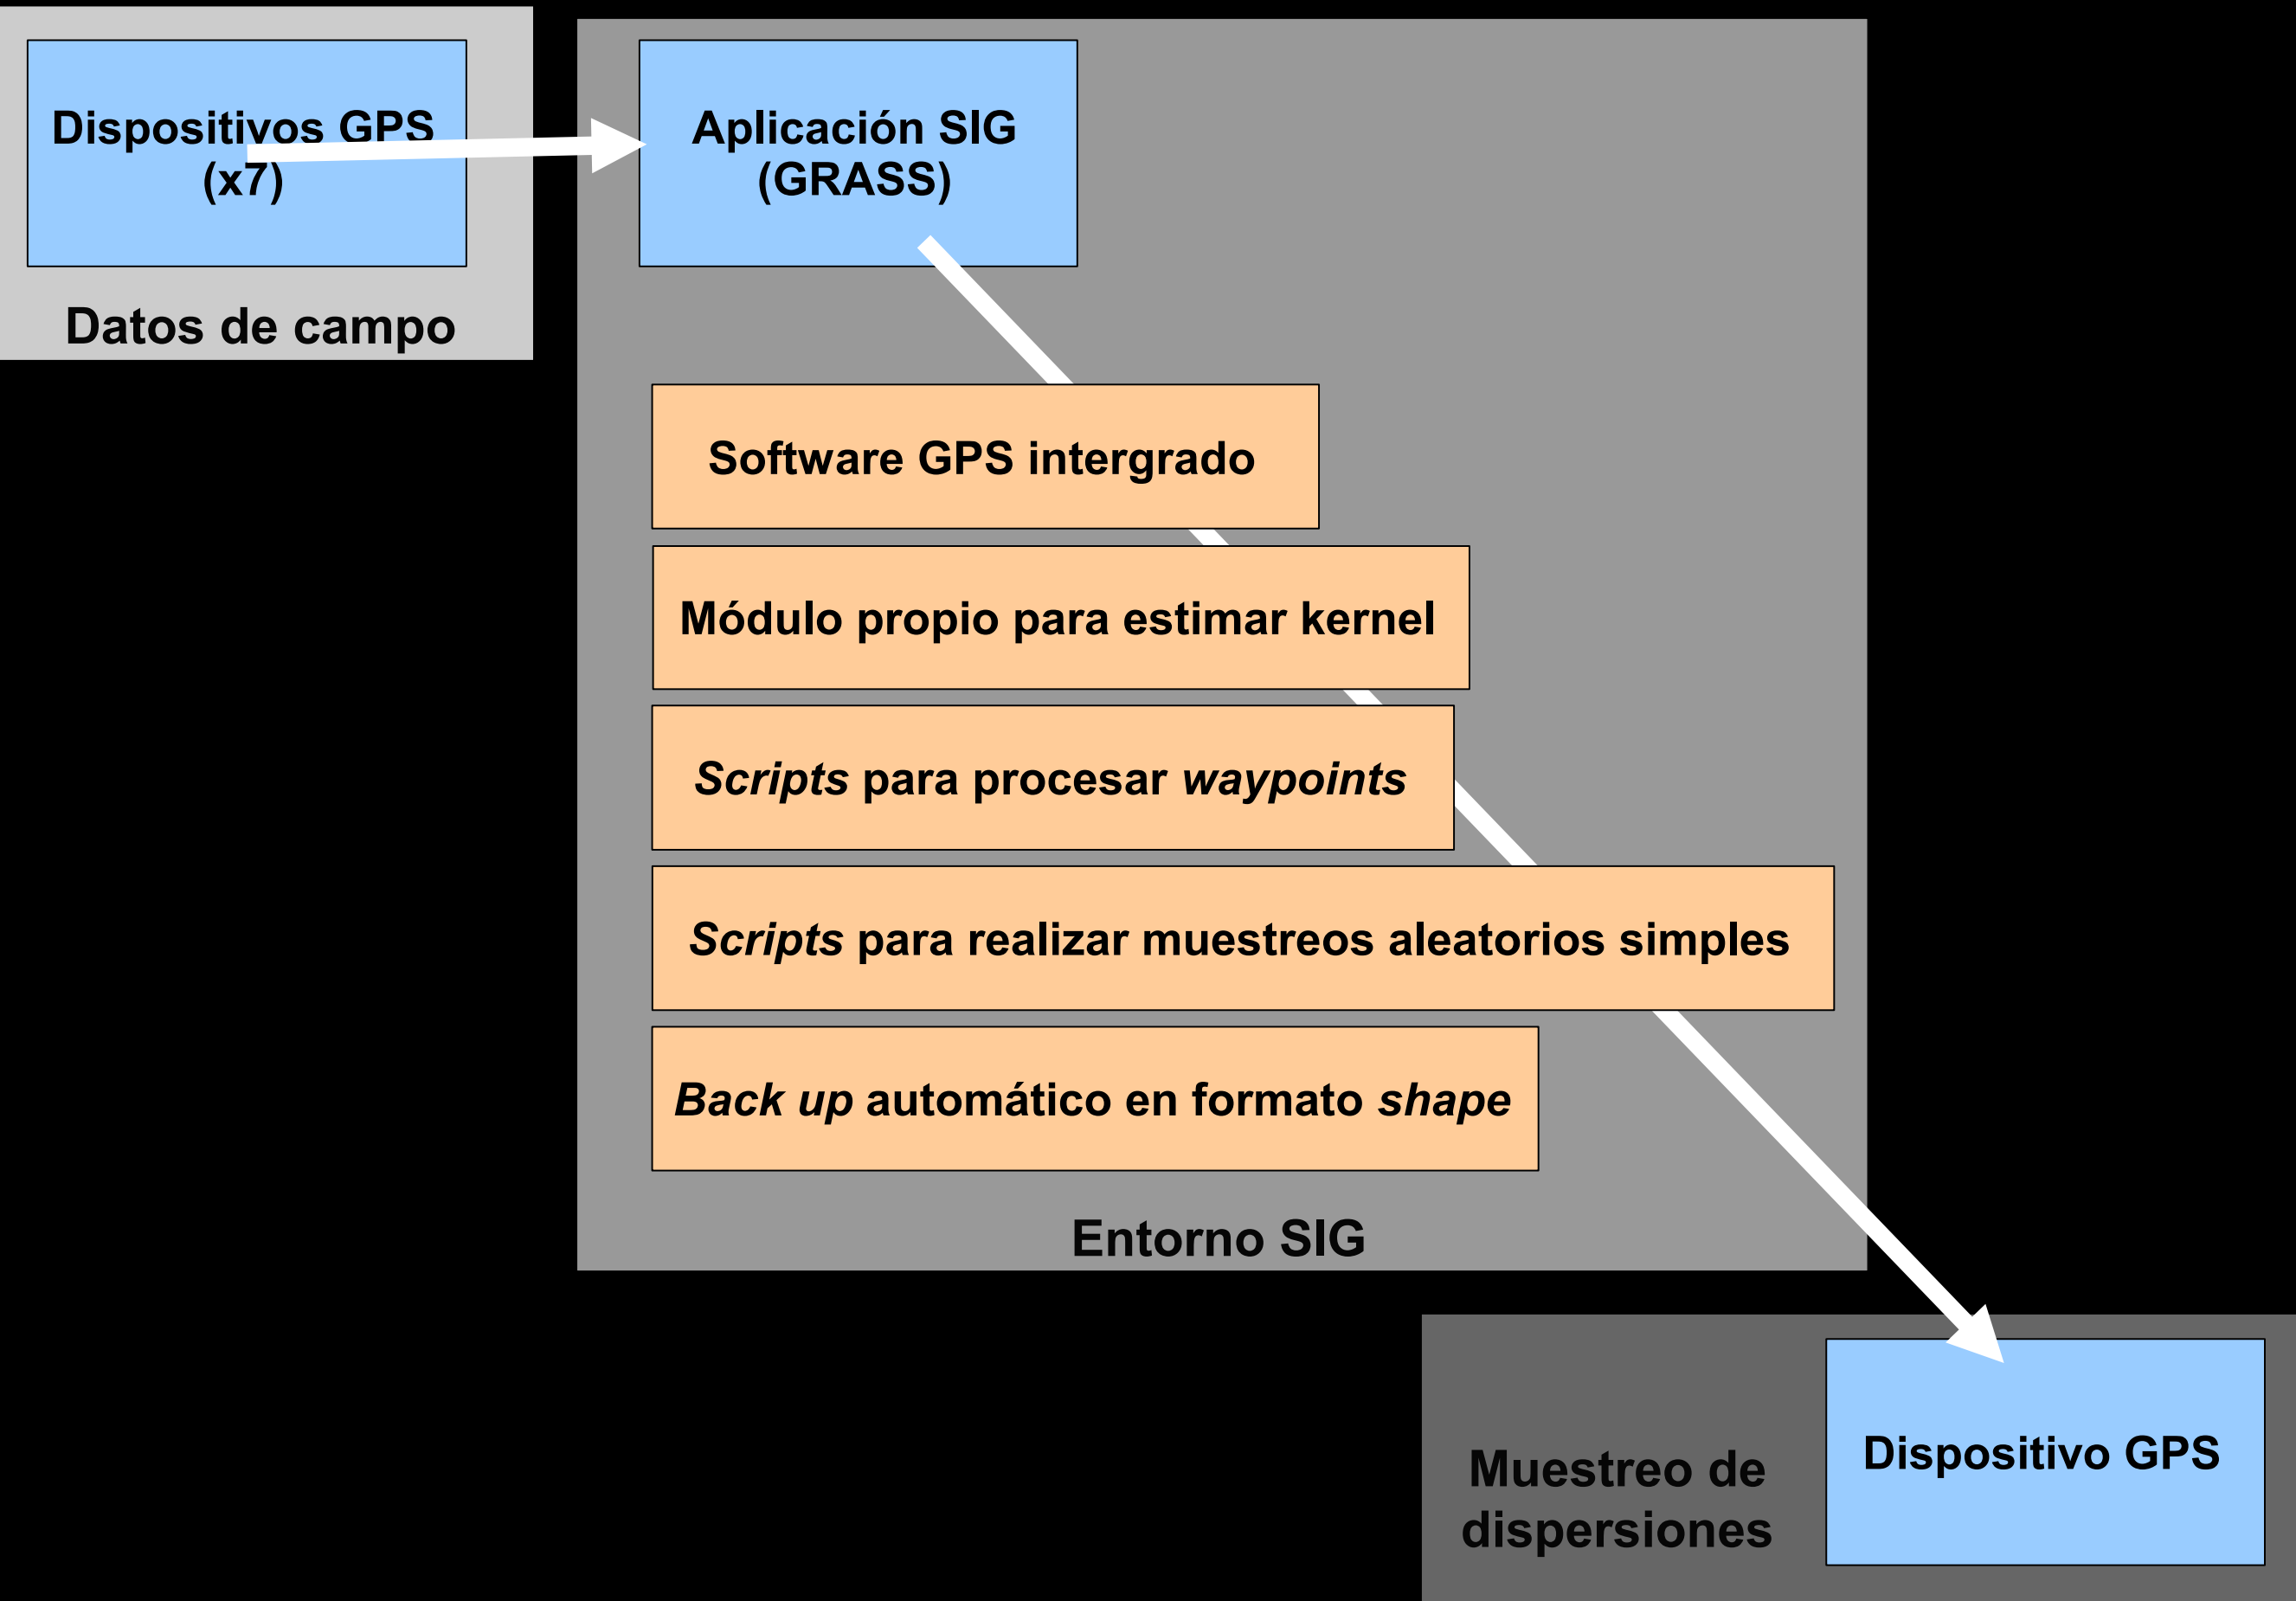 Dispositivos GPS
(x7)
Datos de campo
Aplicación SIG
(GRASS)
Software GPS intergrado
Módulo propio para estimar kernel
Scripts para procesar waypoints
Scripts para realizar muestreos aleatorios simples
Back up automático en formato shape
Entorno SIG
Muestreo de
dispersiones
Dispositivo GPS